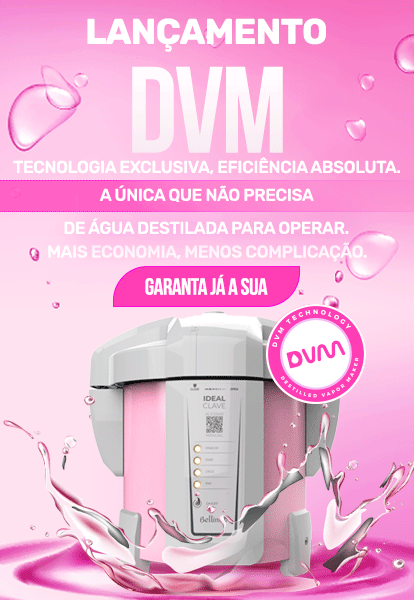 LANÇAMENTO
DVM
TECNOLOGIA EXCLUSIVA, EFICIÊNCIA ABSOLUTA.
A ÚNICA QUE NÃO PRECISA
DE ÁGUA DESTILADA PARA OPERAR.
MAIS ECONOMIA, MENOS COMPLICAÇÃO.
GARANTA JÁ A SUA
DVM TECHNOLOGY
DVM
DESTILLED VAPOR MAKER
IDEAL
CLAVE